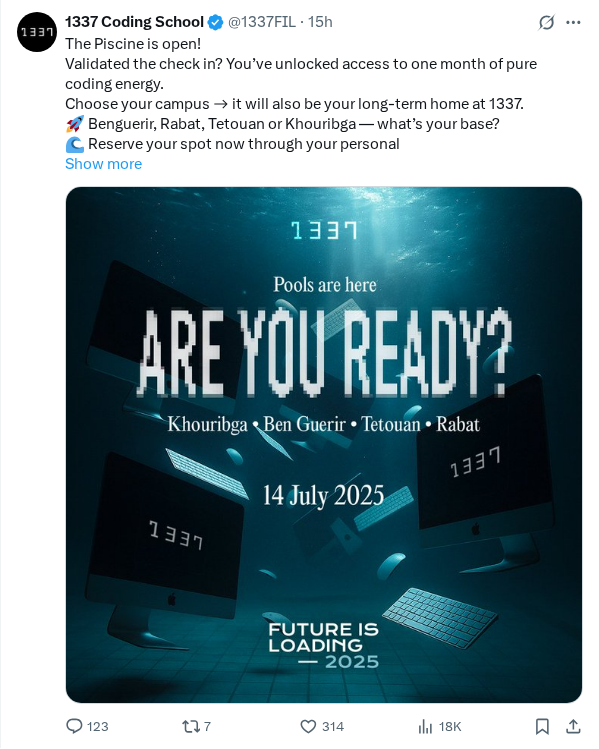 1337
1337 Coding School @1337FIL · 15h
The Piscine is open!
Validated the check in? You’ve unlocked access to one month of pure
coding energy.
Choose your campus → it will also be your long-term home at 1337.
🚀 Benguerir, Rabat, Tetouan or Khouribga — what’s your base?
🌊 Reserve your spot now through your personal
Show more
1337
Pools are here
ARE YOU READY?
Khouribga • Ben Guerir • Tetouan • Rabat
1337
14 July 2025
1337
FUTURE IS
LOADING
— 2025
123 7 314 18K